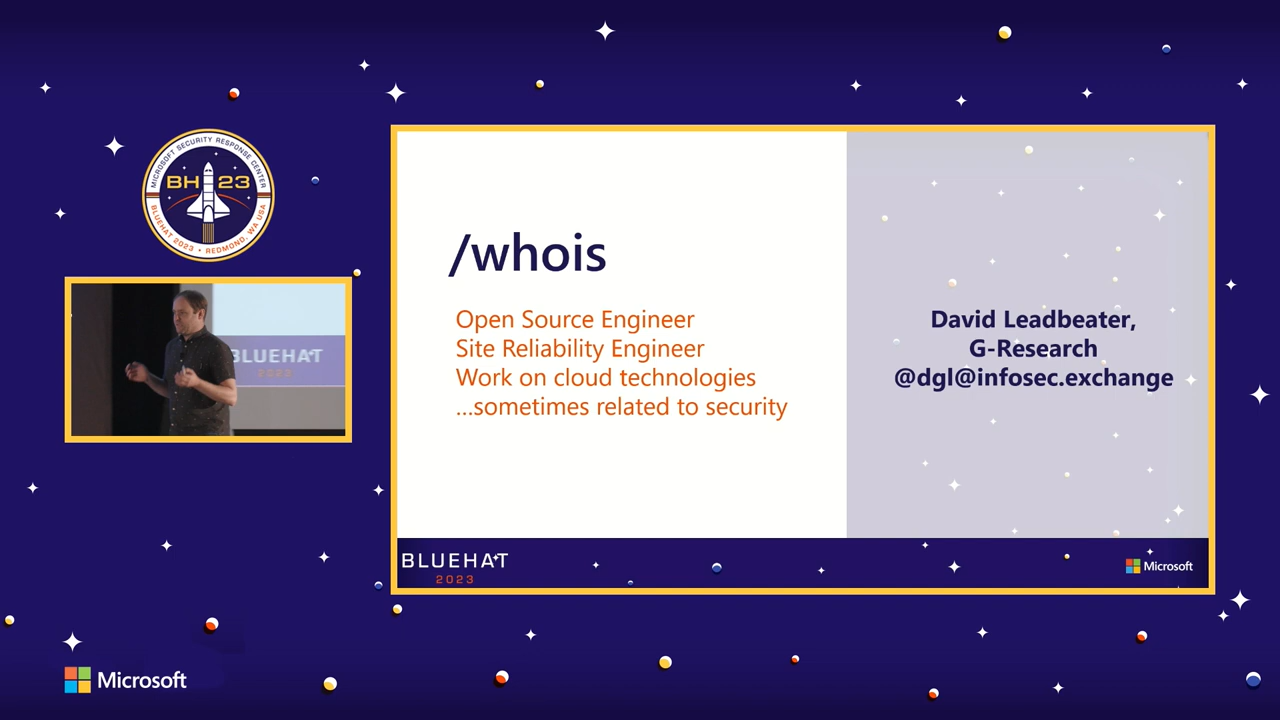 MICROSOFT SECURITY RESPONSE CENTER
BH 23
BLUEHAT 2023 • REDMOND, WA USA
BLUEHAT
2023
/whois
Open Source Engineer
Site Reliability Engineer
Work on cloud technologies
...sometimes related to security
David Leadbeater,
G-Research
@dgl@infosec.exchange
BLUEHAT
2023
Microsoft
Microsoft